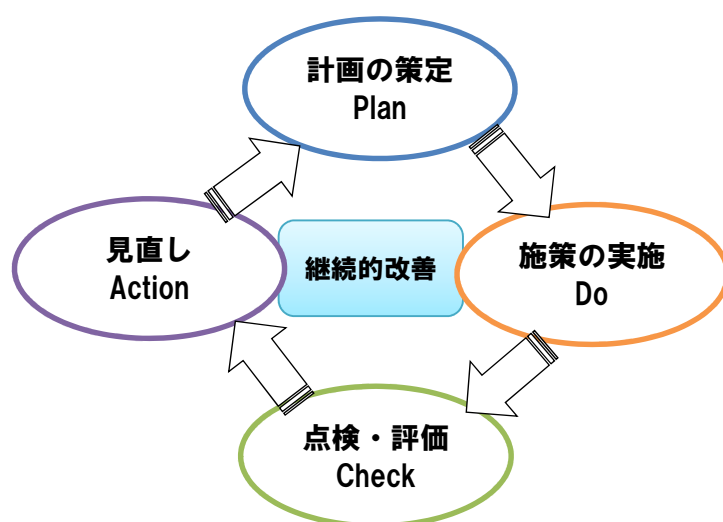 計画の策定
Plan
施策の実施
Do
点検・評価
Check
見直し
Action
継続的改善